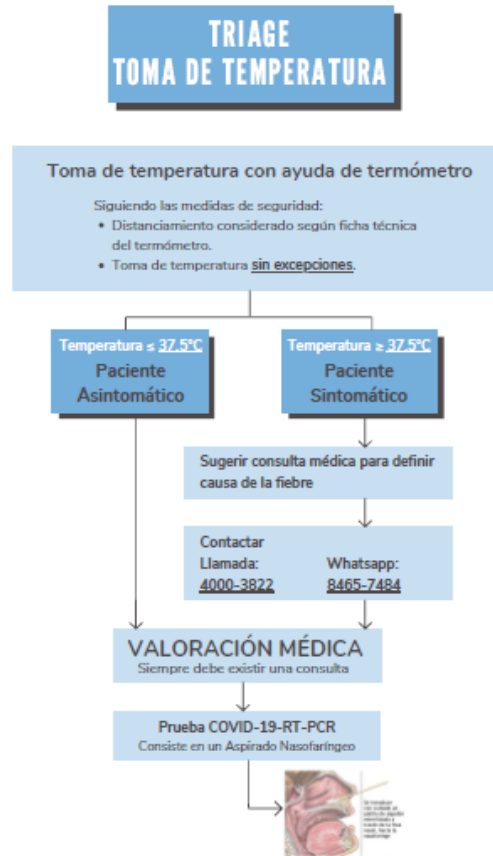 TRIAGE
TOMA DE TEMPERATURA
Toma de temperatura con ayuda de termómetro
Siguiendo las medidas de seguridad:
• Distanciamiento considerado según ficha técnica
del termómetro.
• Toma de temperatura sin excepciones.
Temperatura ≤ 37.5°C
Paciente
Asintomático
Temperatura ≥ 37.5°C
Paciente
Sintomático
Sugerir consulta médica para definir
causa de la fiebre
Contactar
Llamada:
4000-3822
Whatsapp:
8465-7484
VALORACIÓN MÉDICA
Siempre debe existir una consulta
Prueba COVID-19-RT-PCR
Consiste en un Aspirado Nasofaríngeo